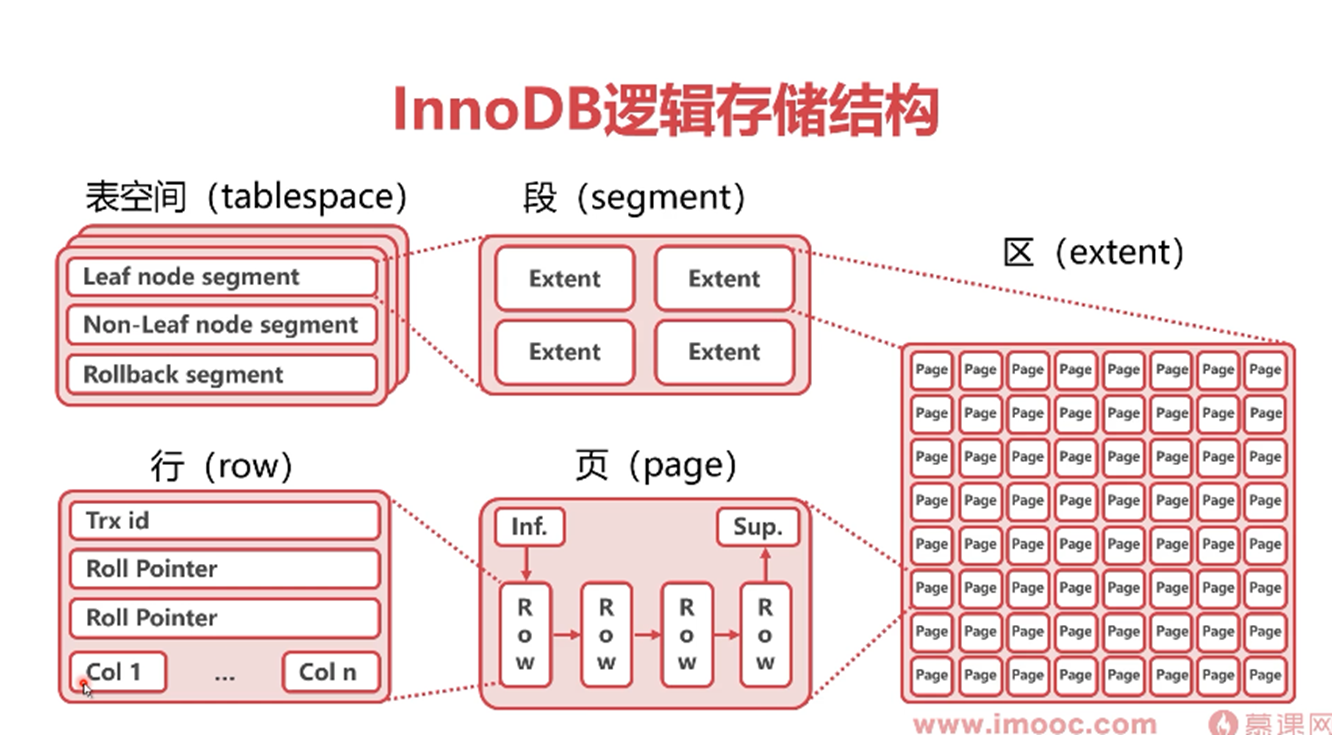 InnoDB逻辑存储结构
表空间（tablespace）
Leaf node segment
Non-Leaf node segment
Rollback segment
段（segment）
Extent Extent
Extent Extent
区（extent）
Page Page Page Page Page Page Page Page
Page Page Page Page Page Page Page Page
Page Page Page Page Page Page Page Page
Page Page Page Page Page Page Page Page
Page Page Page Page Page Page Page Page
Page Page Page Page Page Page Page Page
Page Page Page Page Page Page Page Page
Page Page Page Page Page Page Page Page
行（row）
Trx id
Roll Pointer
Roll Pointer
Col 1 ... Col n
页（page）
Inf. Sup.
Row Row Row Row
www.imooc.com 慕课网